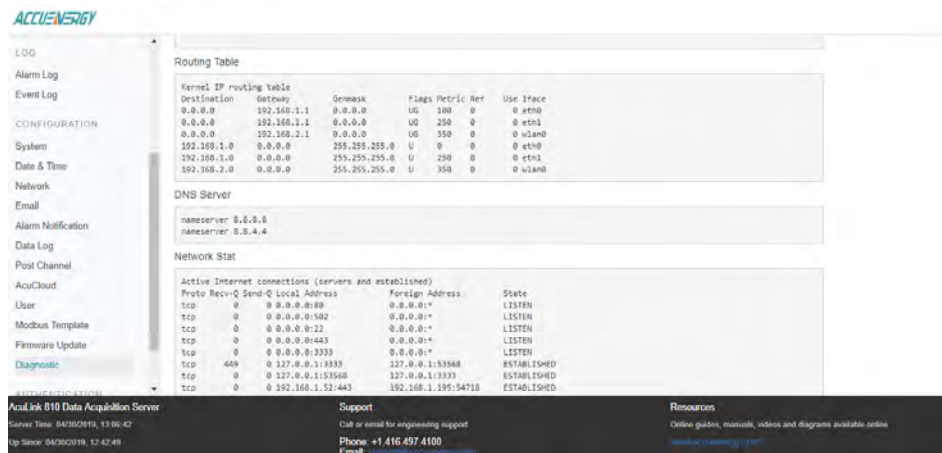 ACCUENERGY
LOG
Alarm Log
Event Log
CONFIGURATION
System
Date & Time
Network
Email
Alarm Notification
Data Log
Post Channel
AcuCloud
User
Modbus Template
Firmware Update
Diagnostic
AUTHENTICATION
Routing Table
Kernel IP routing table
Destination Gateway Genmask Flags Metric Ref Use Iface
0.0.0.0 192.168.1.1 0.0.0.0 UG 100 0 0 eth0
0.0.0.0 192.168.1.1 0.0.0.0 UG 250 0 0 eth1
0.0.0.0 192.168.2.1 0.0.0.0 UG 350 0 0 wlan0
192.168.1.0 0.0.0.0 255.255.255.0 U 0 0 0 eth0
192.168.1.0 0.0.0.0 255.255.255.0 U 250 0 0 eth1
192.168.2.0 0.0.0.0 255.255.255.0 U 350 0 0 wlan0
DNS Server
nameserver 8.8.8.8
nameserver 8.8.4.4
Network Stat
Active Internet connections (servers and established)
Proto Recv-Q Send-Q Local Address Foreign Address State
tcp 0 0 0.0.0.0:80 0.0.0.0:* LISTEN
tcp 0 0 0.0.0.0:502 0.0.0.0:* LISTEN
tcp 0 0 0.0.0.0:22 0.0.0.0:* LISTEN
tcp 0 0 0.0.0.0:443 0.0.0.0:* LISTEN
tcp 0 0 0.0.0.0:3333 0.0.0.0:* LISTEN
tcp 449 0 127.0.0.1:3333 127.0.0.1:53568 ESTABLISHED
tcp 0 0 127.0.0.1:53568 127.0.0.1:3333 ESTABLISHED
tcp 0 0 192.168.1.52:443 192.168.1.195:54718 ESTABLISHED
AcuLink 810 Data Acquisition Server
Server Time: 04/30/2019, 13:06:42
Up Since: 04/30/2019, 12:42:49
Support
Call or email for engineering support
Phone: +1 416 497 4100
Email:
Resources
Online guides, manuals, videos and diagrams available online